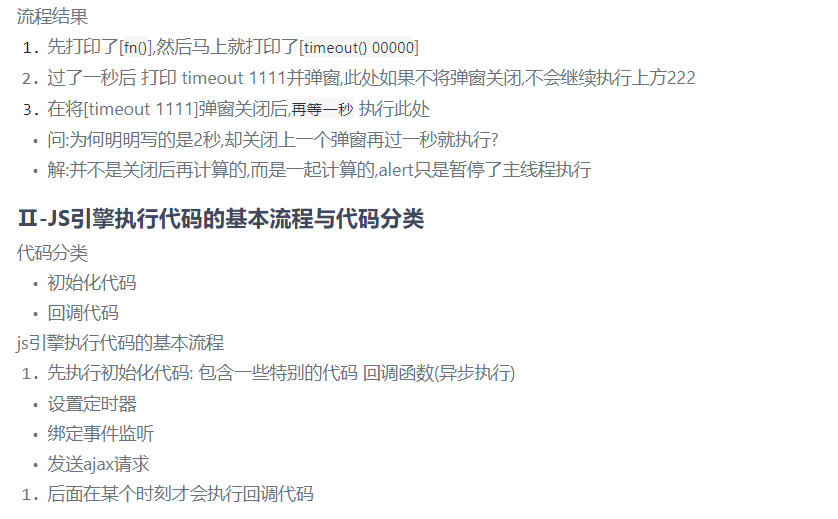 流程结果
1. 先打印了[fn()],然后马上就打印了[timeout() 00000]
2. 过了一秒后 打印 timeout 1111并弹窗,此处如果不将弹窗关闭,不会继续执行上方222
3. 在将[timeout 1111]弹窗关闭后,再等一秒 执行此处
• 问:为何明明写的是2秒,却关闭上一个弹窗再过一秒就执行?
• 解:并不是关闭后再计算的,而是一起计算的,alert只是暂停了主线程执行
Ⅱ-JS引擎执行代码的基本流程与代码分类
代码分类
• 初始化代码
• 回调代码
js引擎执行代码的基本流程
1. 先执行初始化代码: 包含一些特别的代码 回调函数(异步执行)
• 设置定时器
• 绑定事件监听
• 发送ajax请求
1. 后面在某个时刻才会执行回调代码